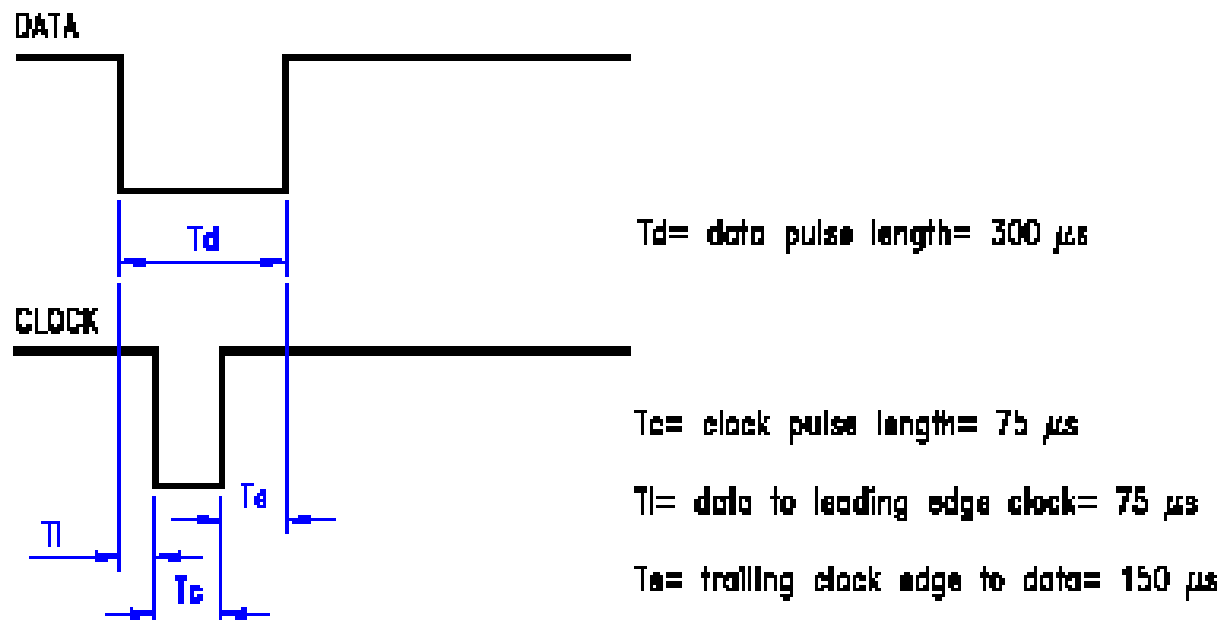 DATA
Td
Td= data pulse length= 300 µs
CLOCK
Tc= clock pulse length= 75 µs
Te
Tl= data to leading edge clock= 75 µs
Tl
Tc
Te= trailing clock edge to data= 150 µs